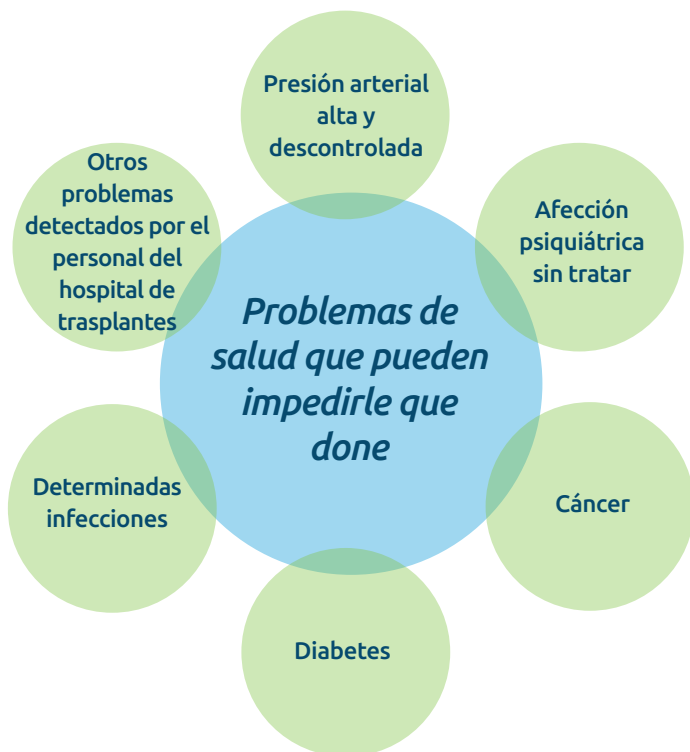 Problemas de
salud que pueden
impedirle que
done
Presión arterial
alta y
descontrolada
Afección
psiquiátrica
sin tratar
Cáncer
Diabetes
Determinadas
infecciones
Otros
problemas
detectados por el
personal del
hospital de
trasplantes